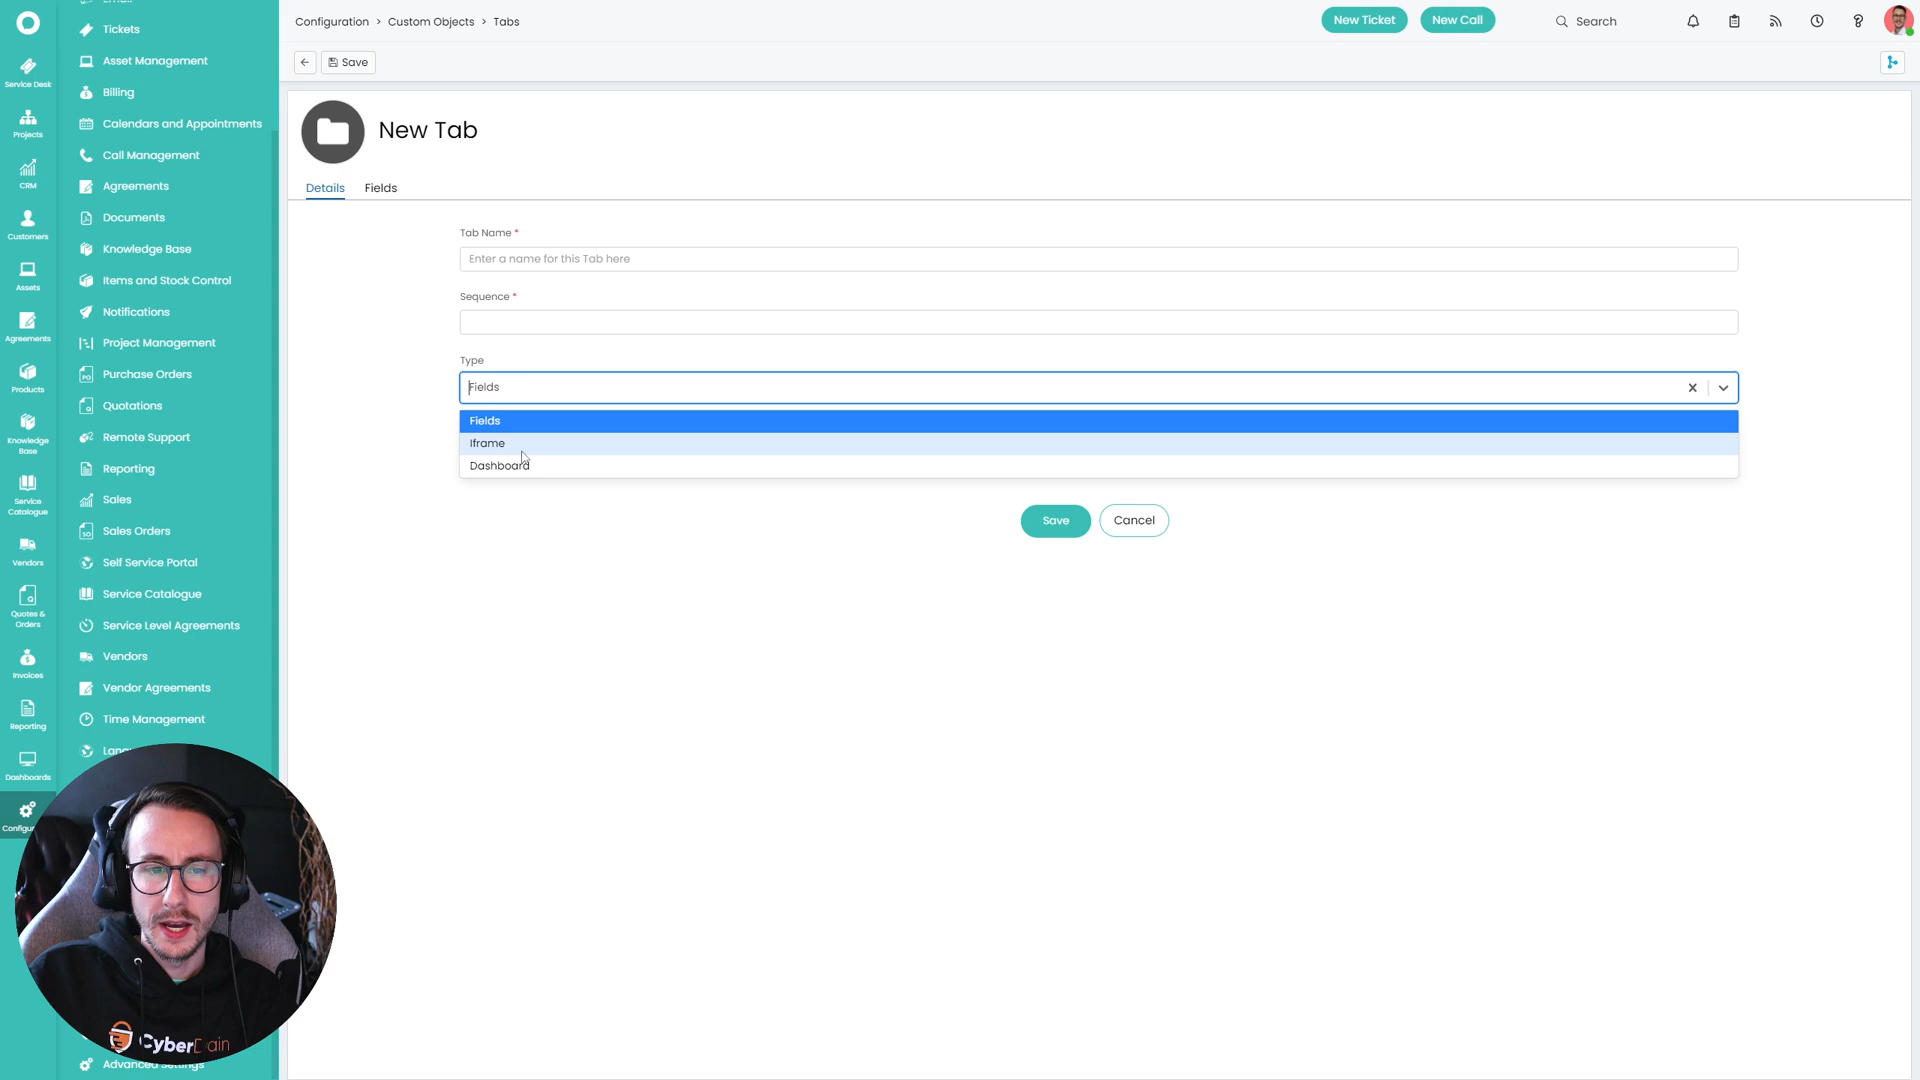 Configuration > Custom Objects > Tabs
New Ticket
New Call
Search
Save
New Tab
Details
Fields
Tab Name *
Enter a name for this Tab here
Sequence *
Type
Fields
Fields
Iframe
Dashboard
Save
Cancel
Service Desk
Projects
CRM
Customers
Assets
Agreements
Products
Knowledge
Base
Service
Catalogue
Vendors
Quotes &
Orders
Invoices
Reporting
Dashboards
Tickets
Asset Management
Billing
Calendars and Appointments
Call Management
Agreements
Documents
Knowledge Base
Items and Stock Control
Notifications
Project Management
Purchase Orders
Quotations
Remote Support
Reporting
Sales
Sales Orders
Self Service Portal
Service Catalogue
Service Level Agreements
Vendors
Vendor Agreements
Time Management
Advanced Settings